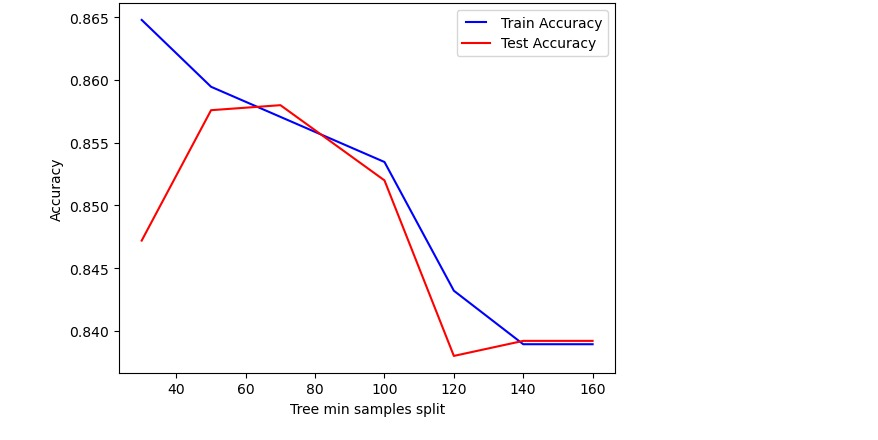 0.865
0.860
0.855
0.850
0.845
0.840
Accuracy
Train Accuracy
Test Accuracy
40 60 80 100 120 140 160
Tree min samples split